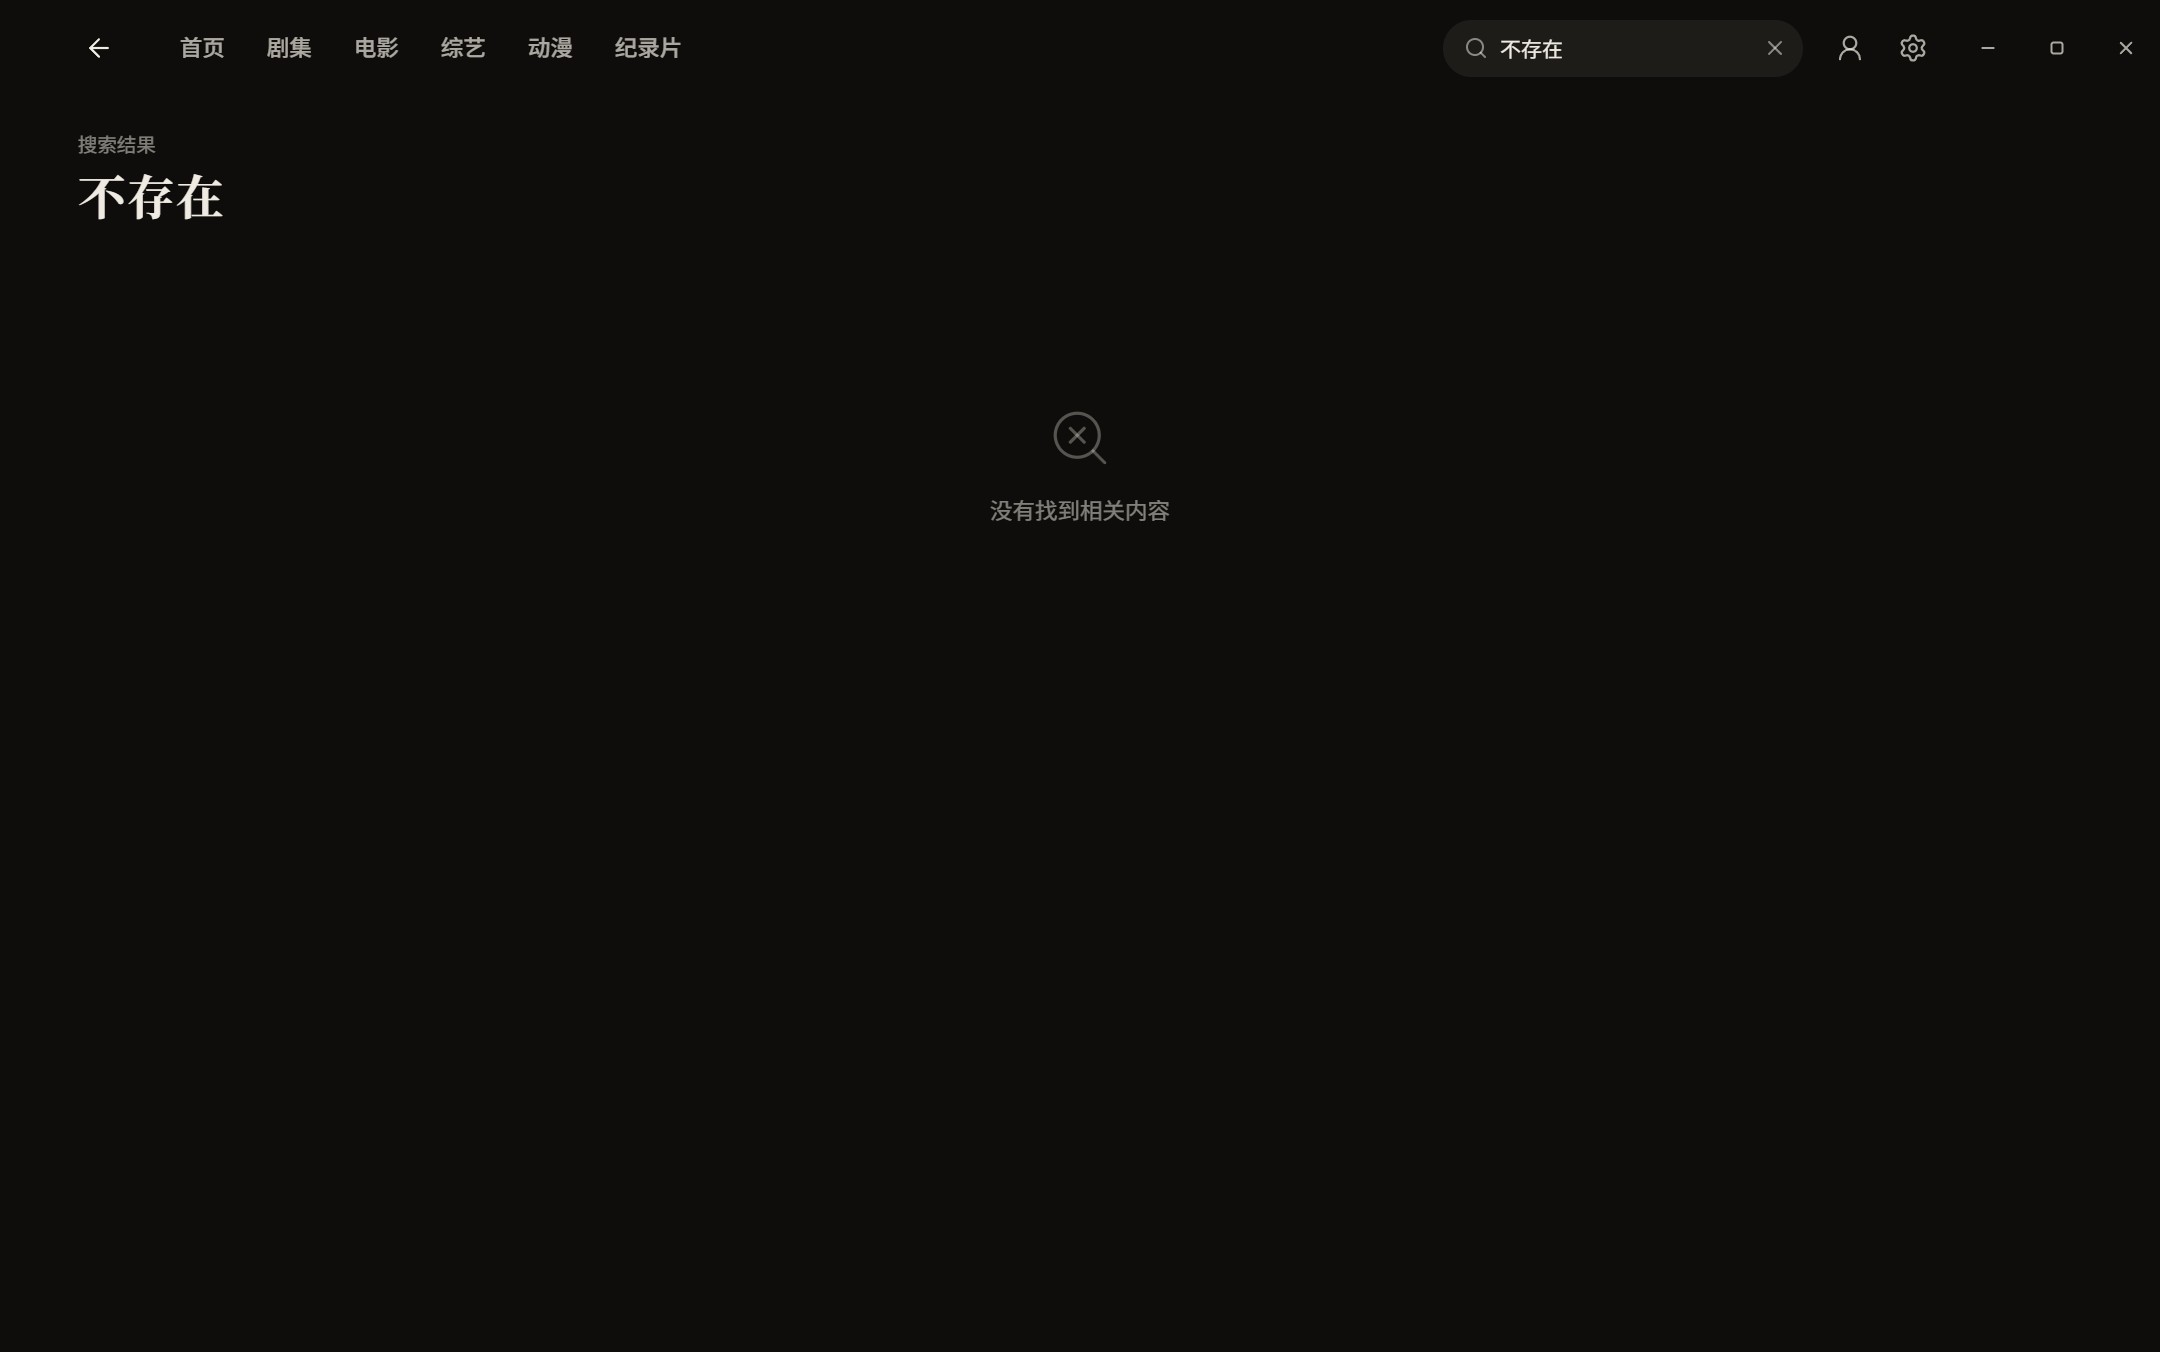 首页 剧集 电影 综艺 动漫 纪录片 不存在
搜索结果
不存在
没有找到相关内容